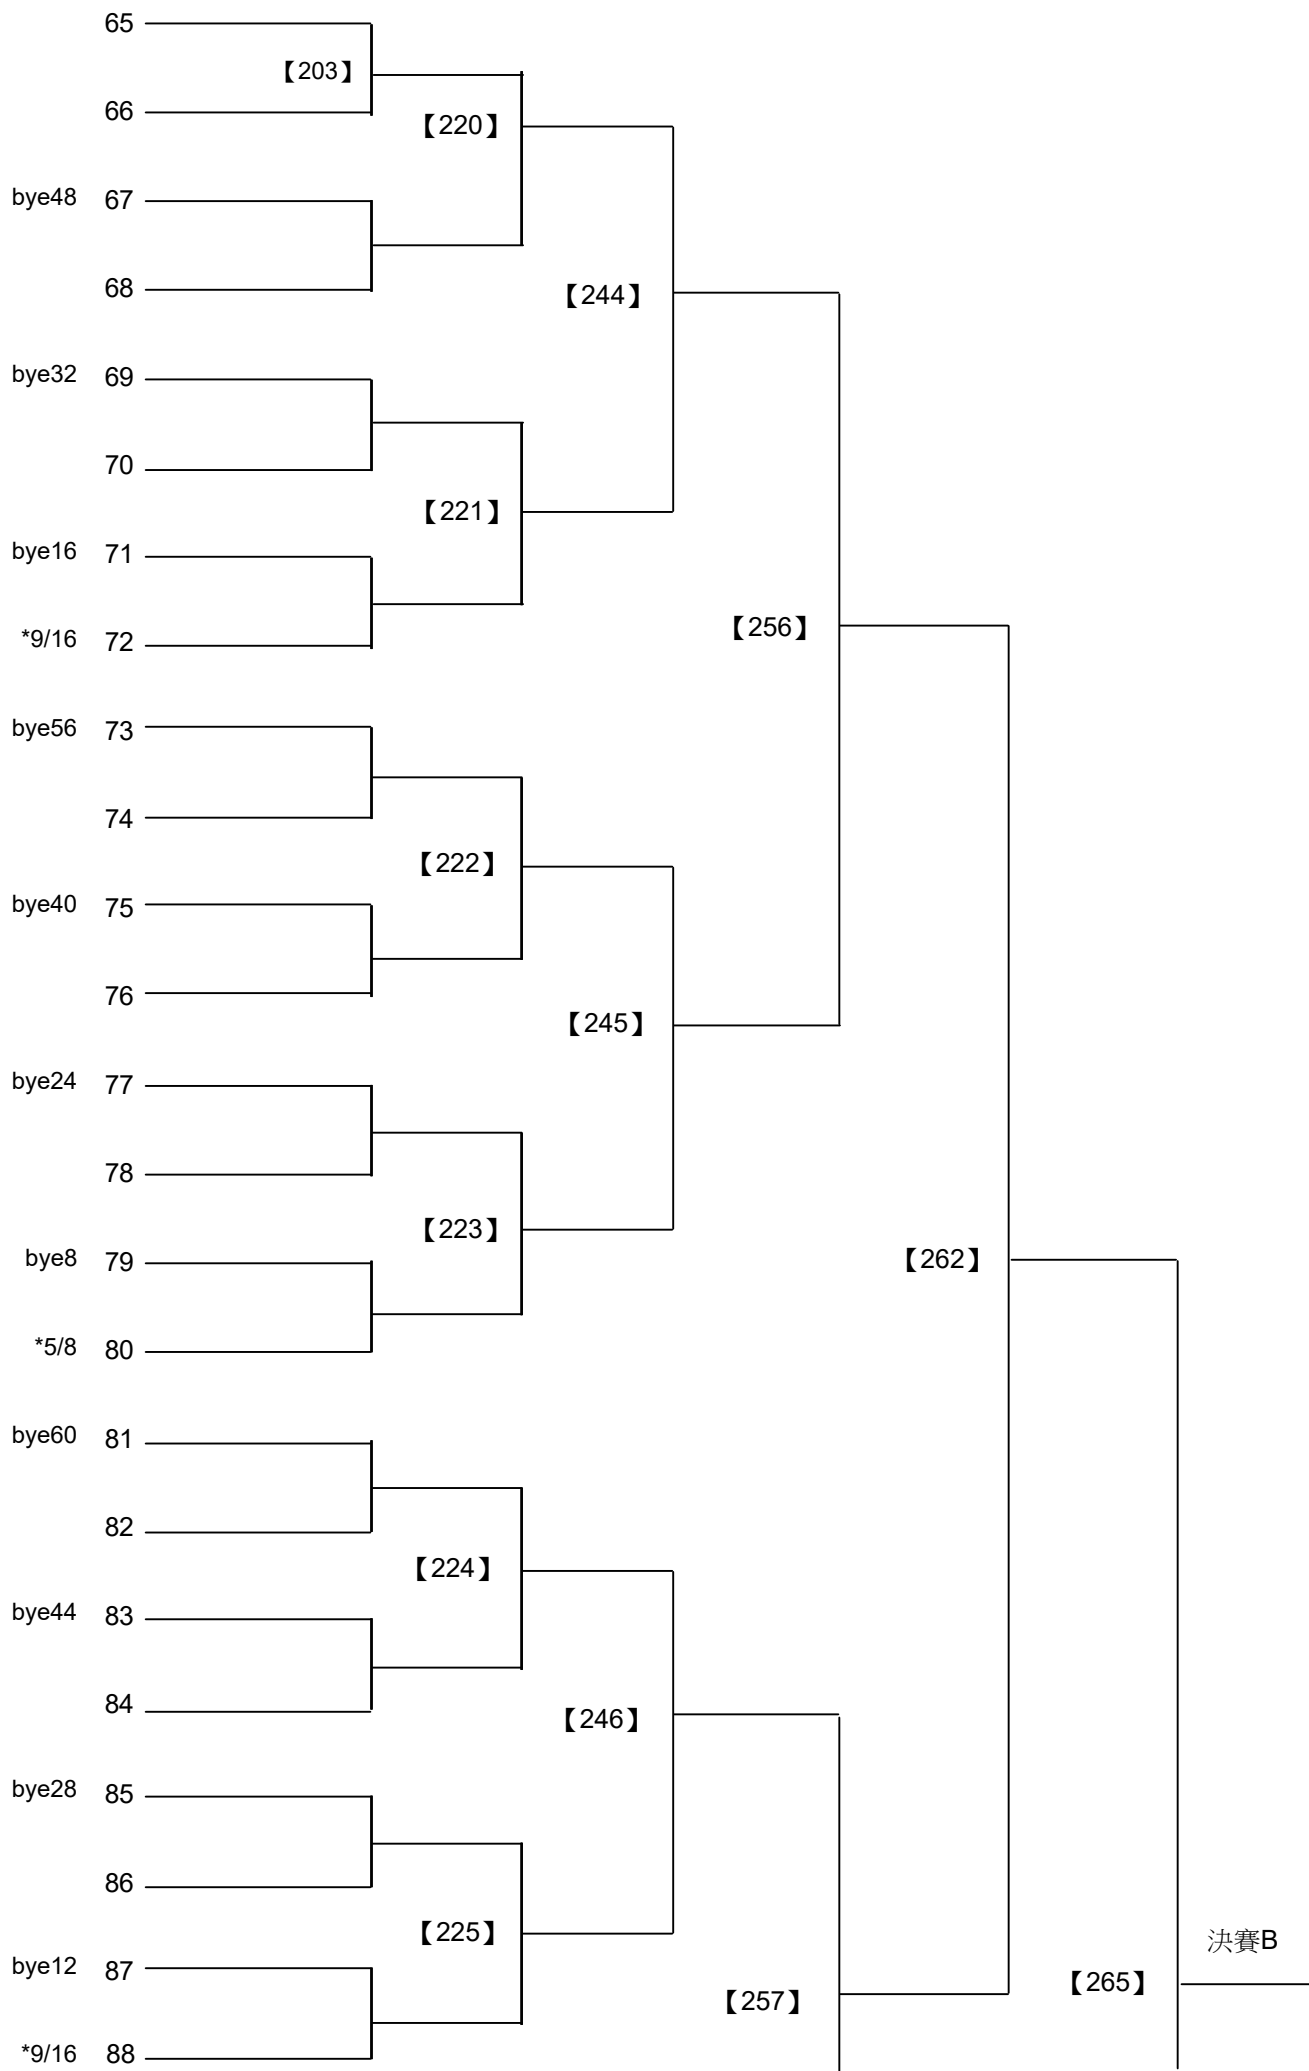 65
【203】
66
【220】
bye48 67
68
【244】
bye32 69
70
【221】
bye16 71
【256】
*9/16 72
bye56 73
74
【222】
bye40 75
76
【245】
bye24 77
78
【223】
bye8 79
【262】
*5/8 80
bye60 81
82
【224】
bye44 83
84
【246】
bye28 85
86
【225】
決賽B
bye12 87
【265】
【257】
*9/16 88